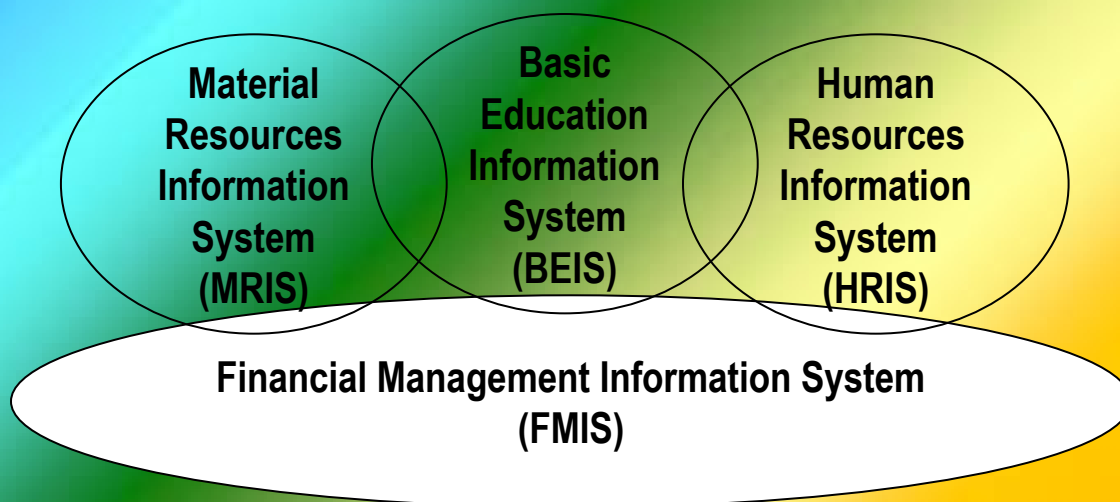 Material
Resources
Information
System
(MRIS)
Basic
Education
Information
System
(BEIS)
Human
Resources
Information
System
(HRIS)
Financial Management Information System
(FMIS)